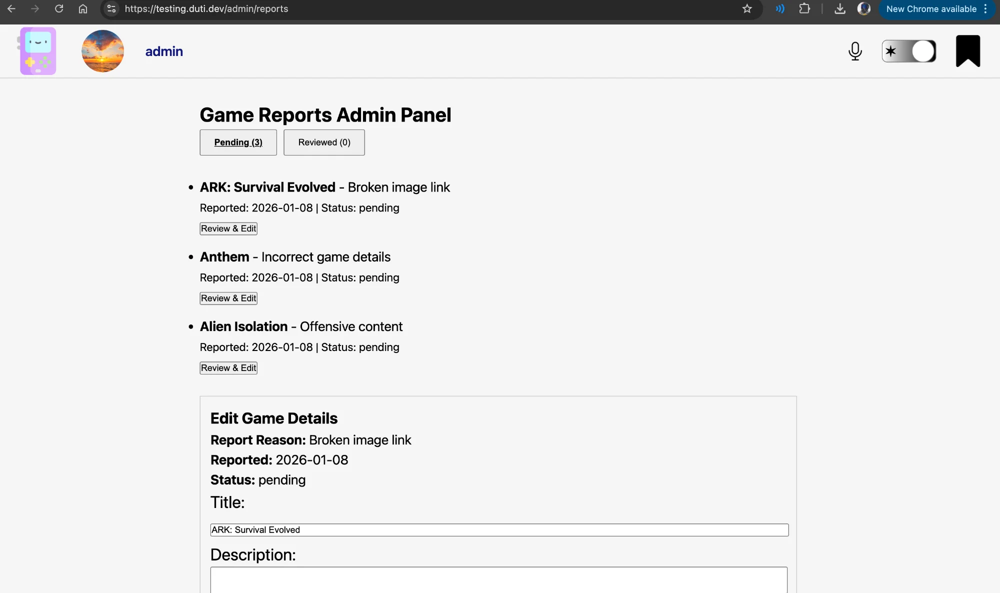 https://testing.duti.dev/admin/reports
New Chrome available
admin
Game Reports Admin Panel
Pending (3)
Reviewed (0)
ARK: Survival Evolved - Broken image link
Reported: 2026-01-08 | Status: pending
Review & Edit
Anthem - Incorrect game details
Reported: 2026-01-08 | Status: pending
Review & Edit
Alien Isolation - Offensive content
Reported: 2026-01-08 | Status: pending
Review & Edit
Edit Game Details
Report Reason: Broken image link
Reported: 2026-01-08
Status: pending
Title:
ARK: Survival Evolved
Description: